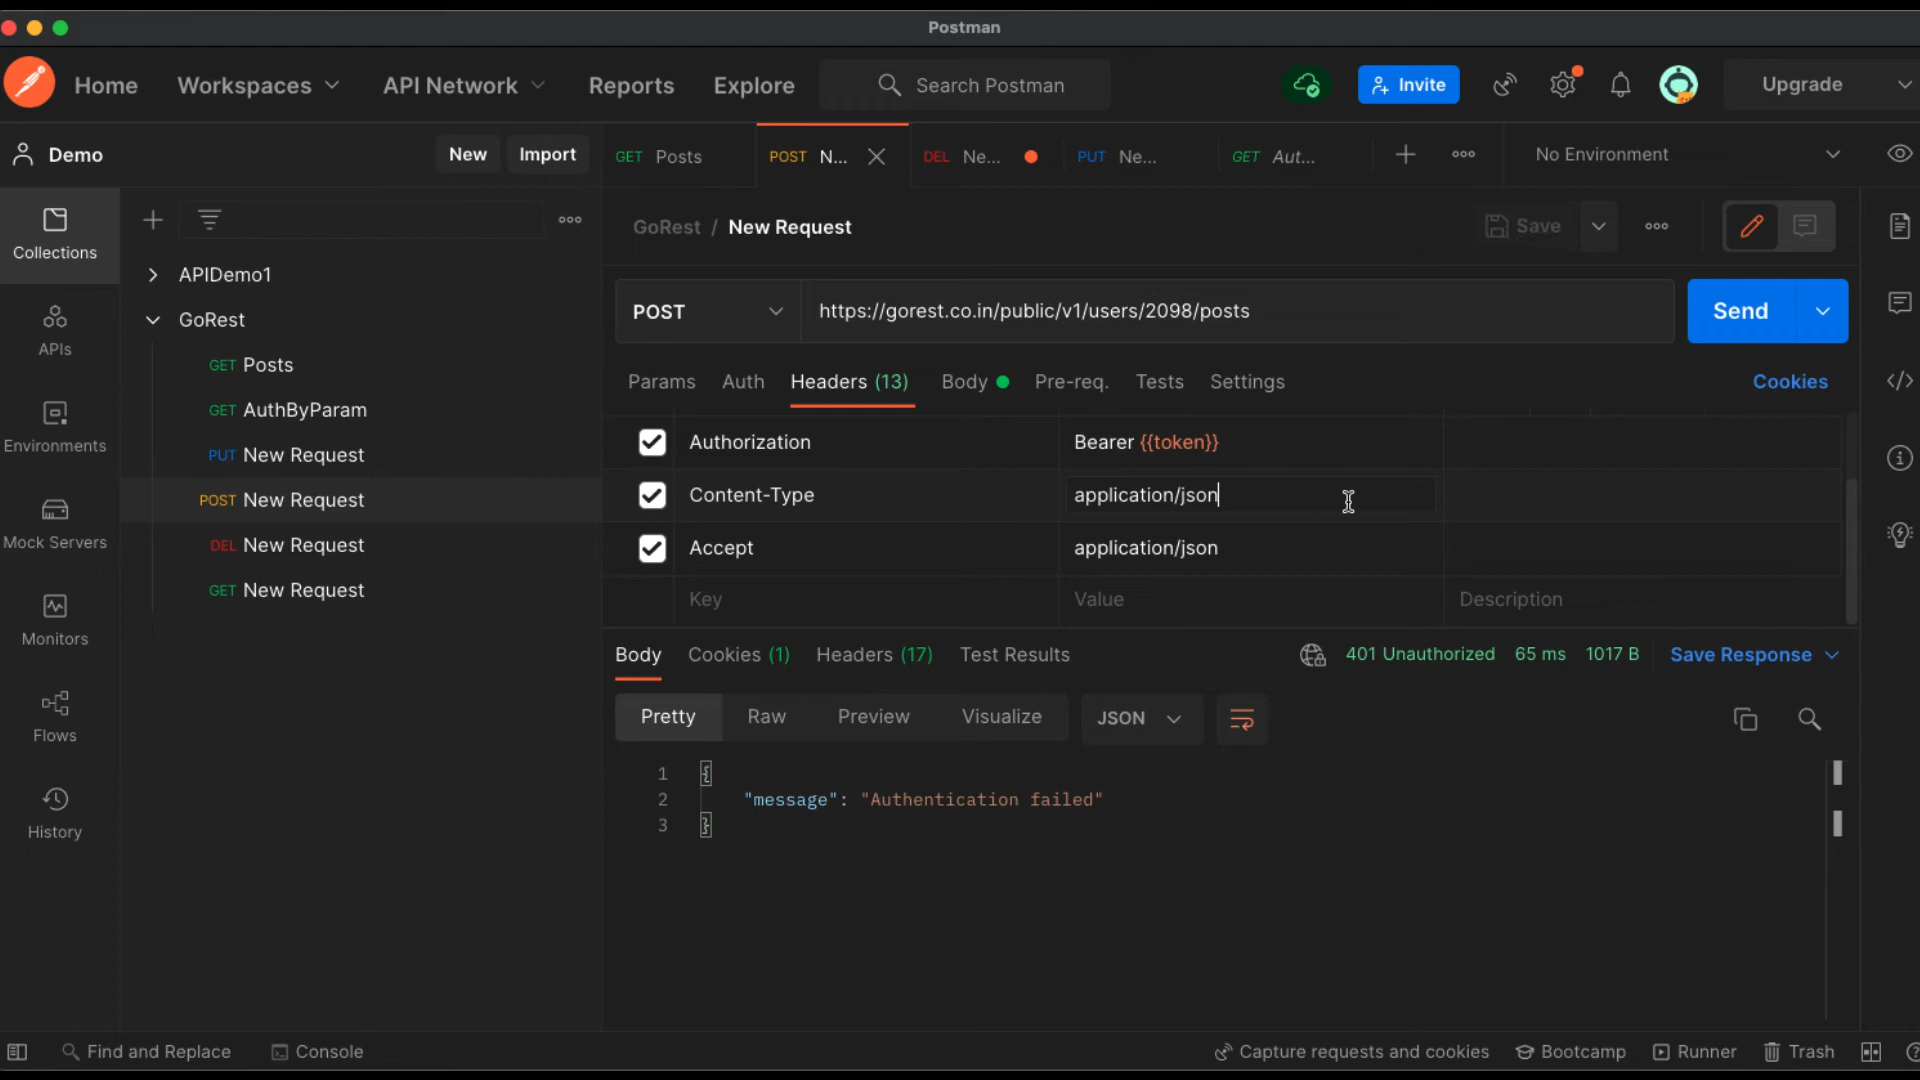 Postman
Home Workspaces API Network Reports Explore Search Postman Invite Upgrade
Demo New Import
GET Posts POST N... DEL Ne... PUT Ne... GET Aut... No Environment
Collections
APIs
Environments
Mock Servers
Monitors
Flows
History
APIDemo1
GoRest
GET Posts
GET AuthByParam
PUT New Request
POST New Request
DEL New Request
GET New Request
GoRest / New Request Save
POST https://gorest.co.in/public/v1/users/2098/posts Send
Params Auth Headers (13) Body Pre-req. Tests Settings Cookies
Authorization Bearer {{token}}
Content-Type application/json
Accept application/json
Key Value Description
Body Cookies (1) Headers (17) Test Results 401 Unauthorized 65 ms 1017 B Save Response
Pretty Raw Preview Visualize JSON
1 {
2 "message": "Authentication failed"
3 }
Find and Replace Console Capture requests and cookies Bootcamp Runner Trash